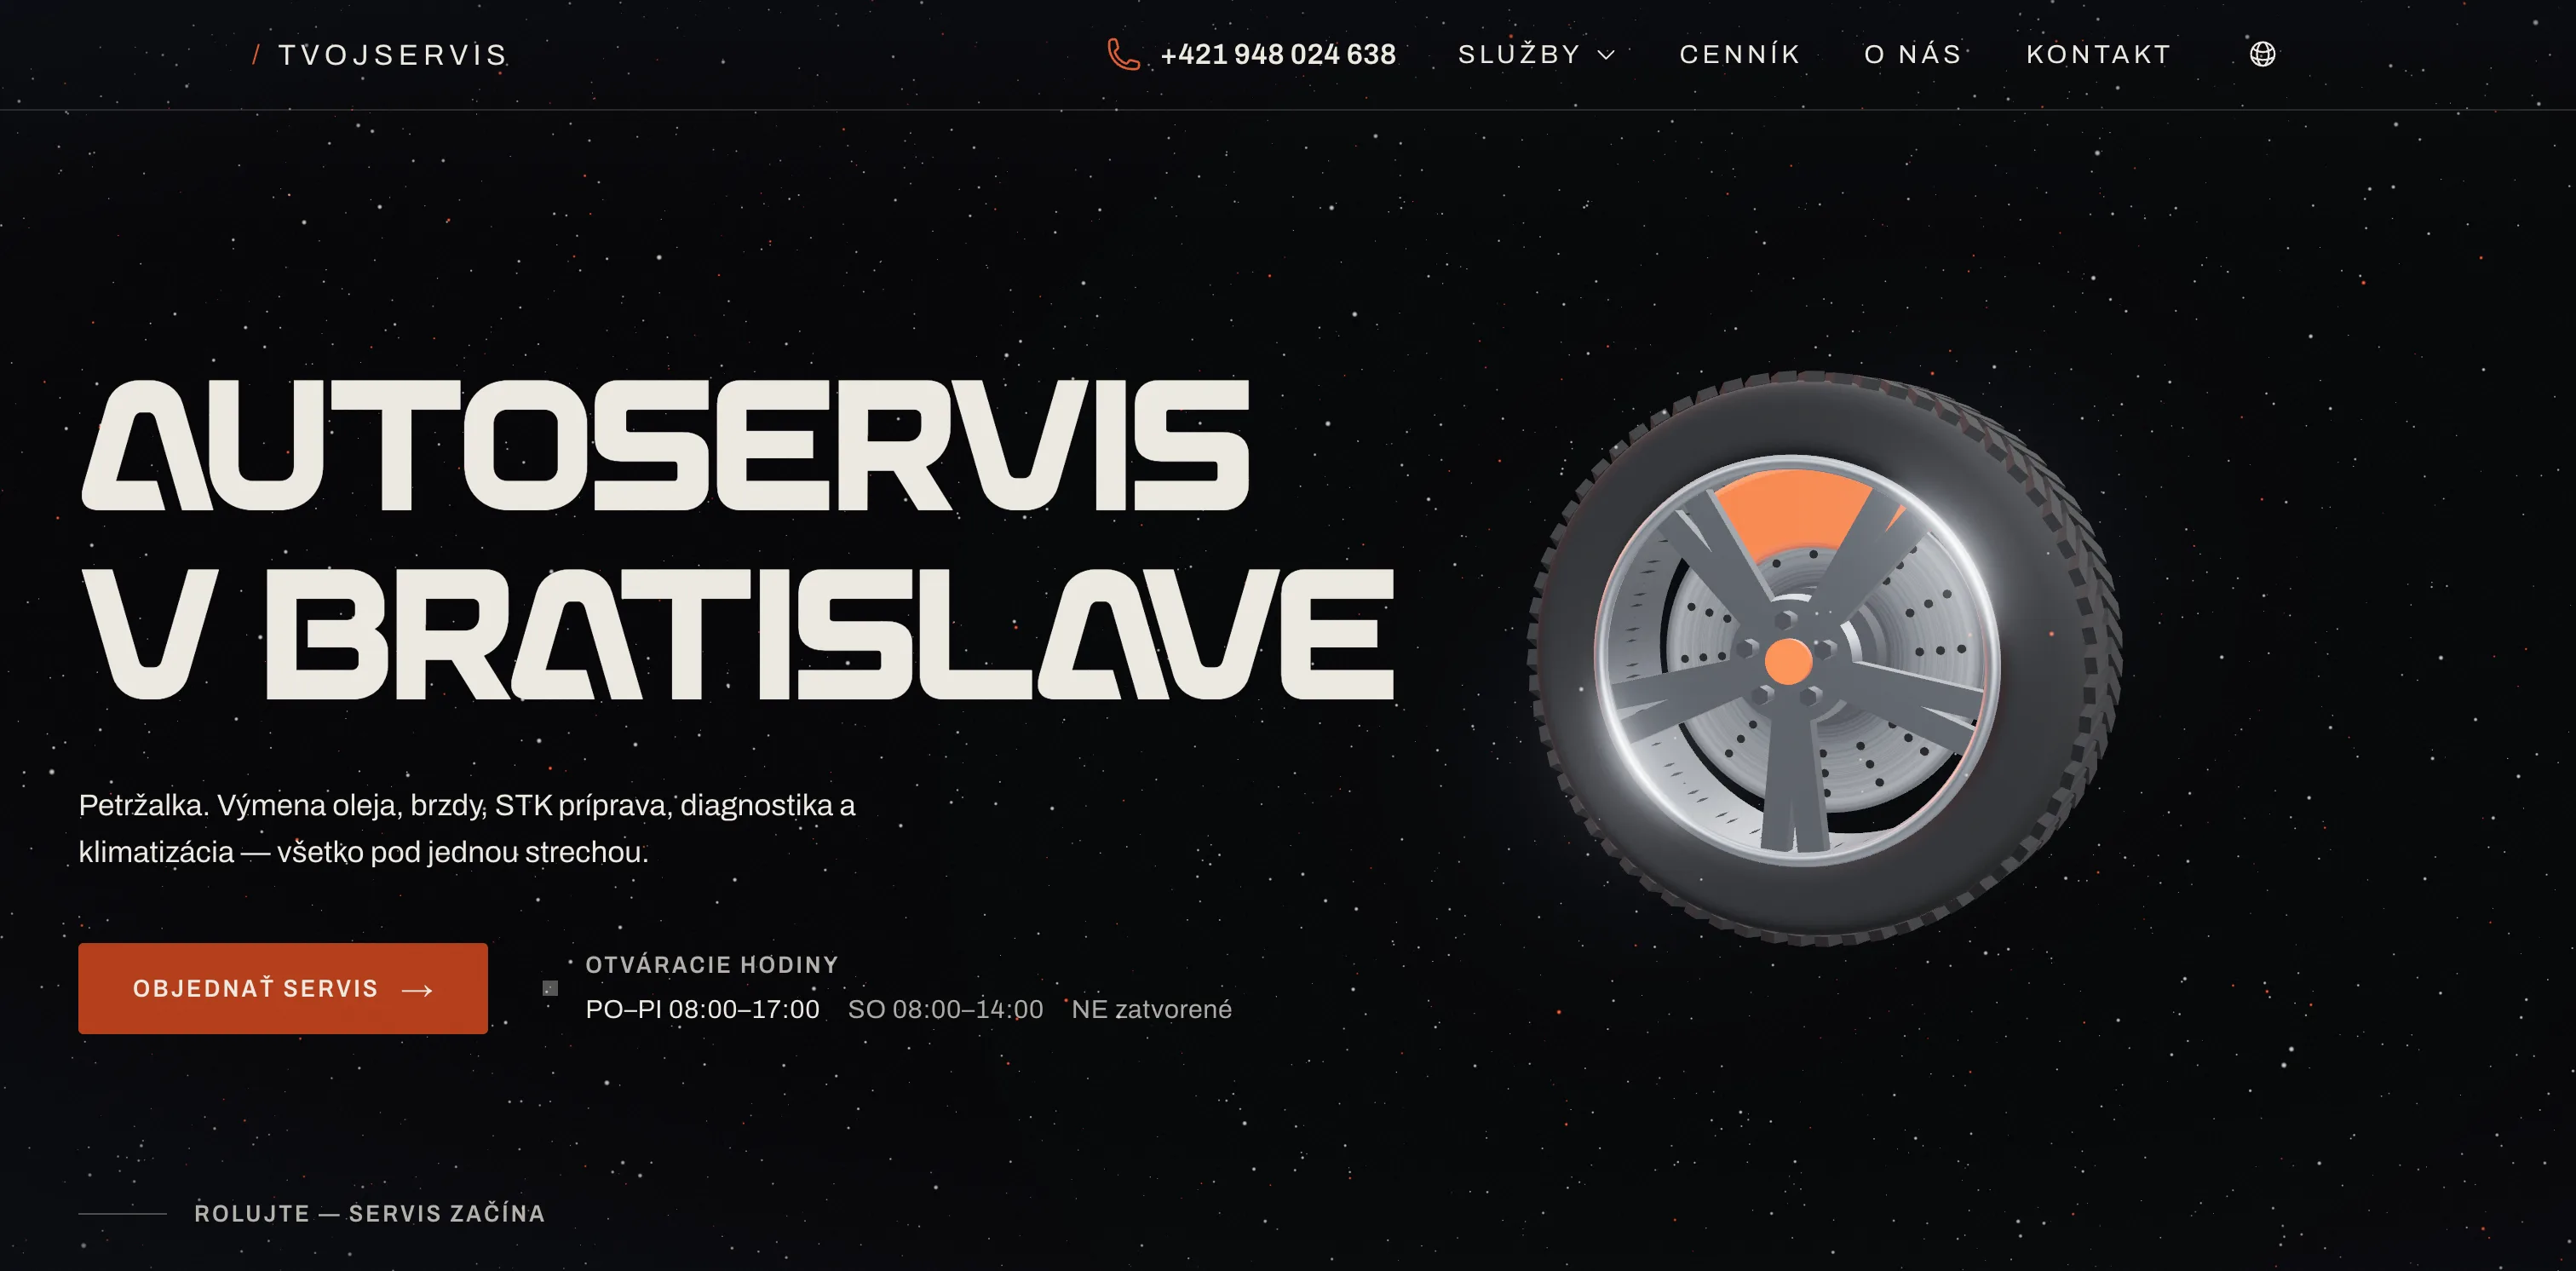 / TVOJSERVIS
+421 948 024 638
SLUŽBY
CENNÍK
O NÁS
KONTAKT
AUTOSERVIS
V BRATISLAVE
Petržalka. Výmena oleja, brzdy, STK príprava, diagnostika a
klimatizácia — všetko pod jednou strechou.
OBJEDNAŤ SERVIS →
OTVÁRACIE HODINY
PO–PI 08:00–17:00 SO 08:00–14:00 NE zatvorené
ROLUJTE — SERVIS ZAČÍNA